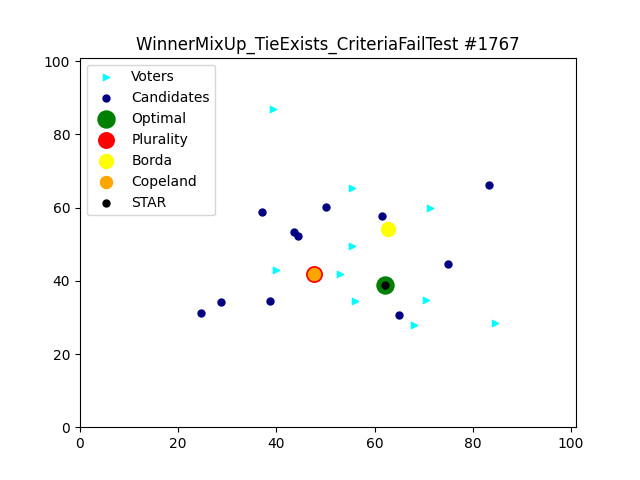 WinnerMixUp_TieExists_CriteriaFailTest #1767
100
80
60
40
20
0
Voters
Candidates
Optimal
Plurality
Borda
Copeland
STAR
0 20 40 60 80 100